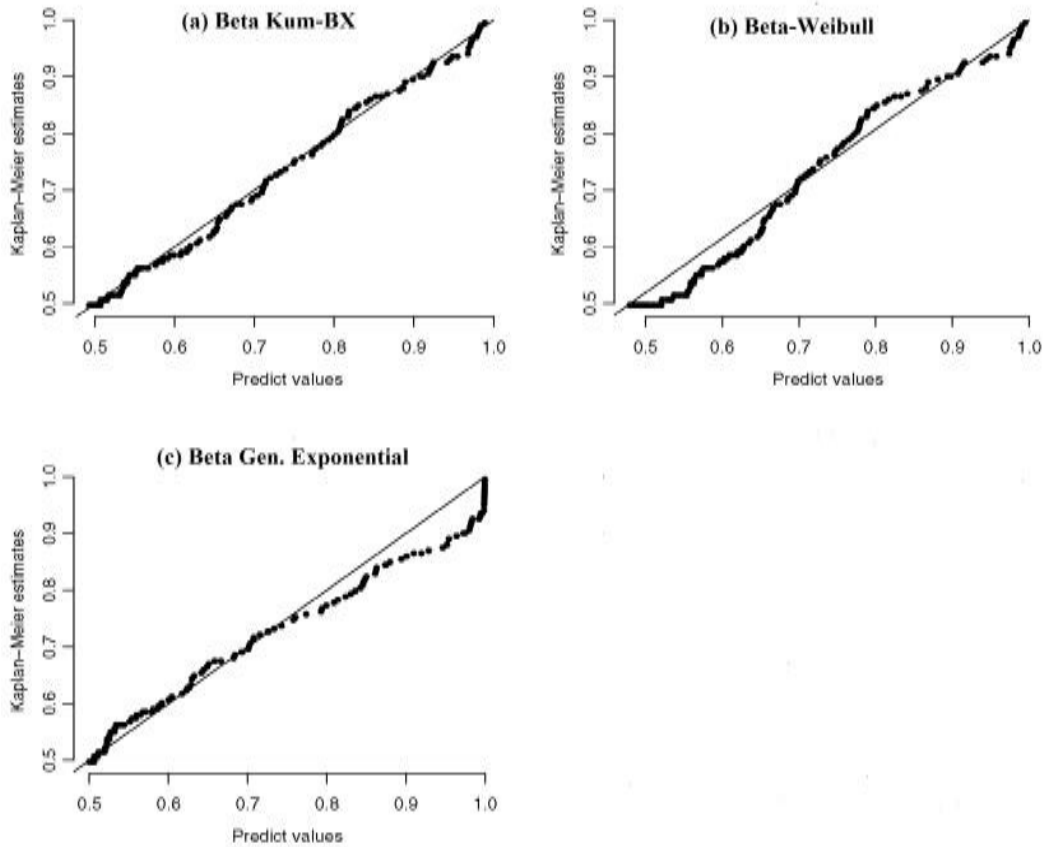 (a) Beta Kum-BX
Kaplan−Meier estimates
1.0
0.9
0.8
0.7
0.6
0.5
0.5 0.6 0.7 0.8 0.9 1.0
Predict values
(b) Beta-Weibull
Kaplan−Meier estimates
1.0
0.9
0.8
0.7
0.6
0.5
0.5 0.6 0.7 0.8 0.9 1.0
Predict values
(c) Beta Gen. Exponential
Kaplan−Meier estimates
1.0
0.9
0.8
0.7
0.6
0.5
0.5 0.6 0.7 0.8 0.9 1.0
Predict values